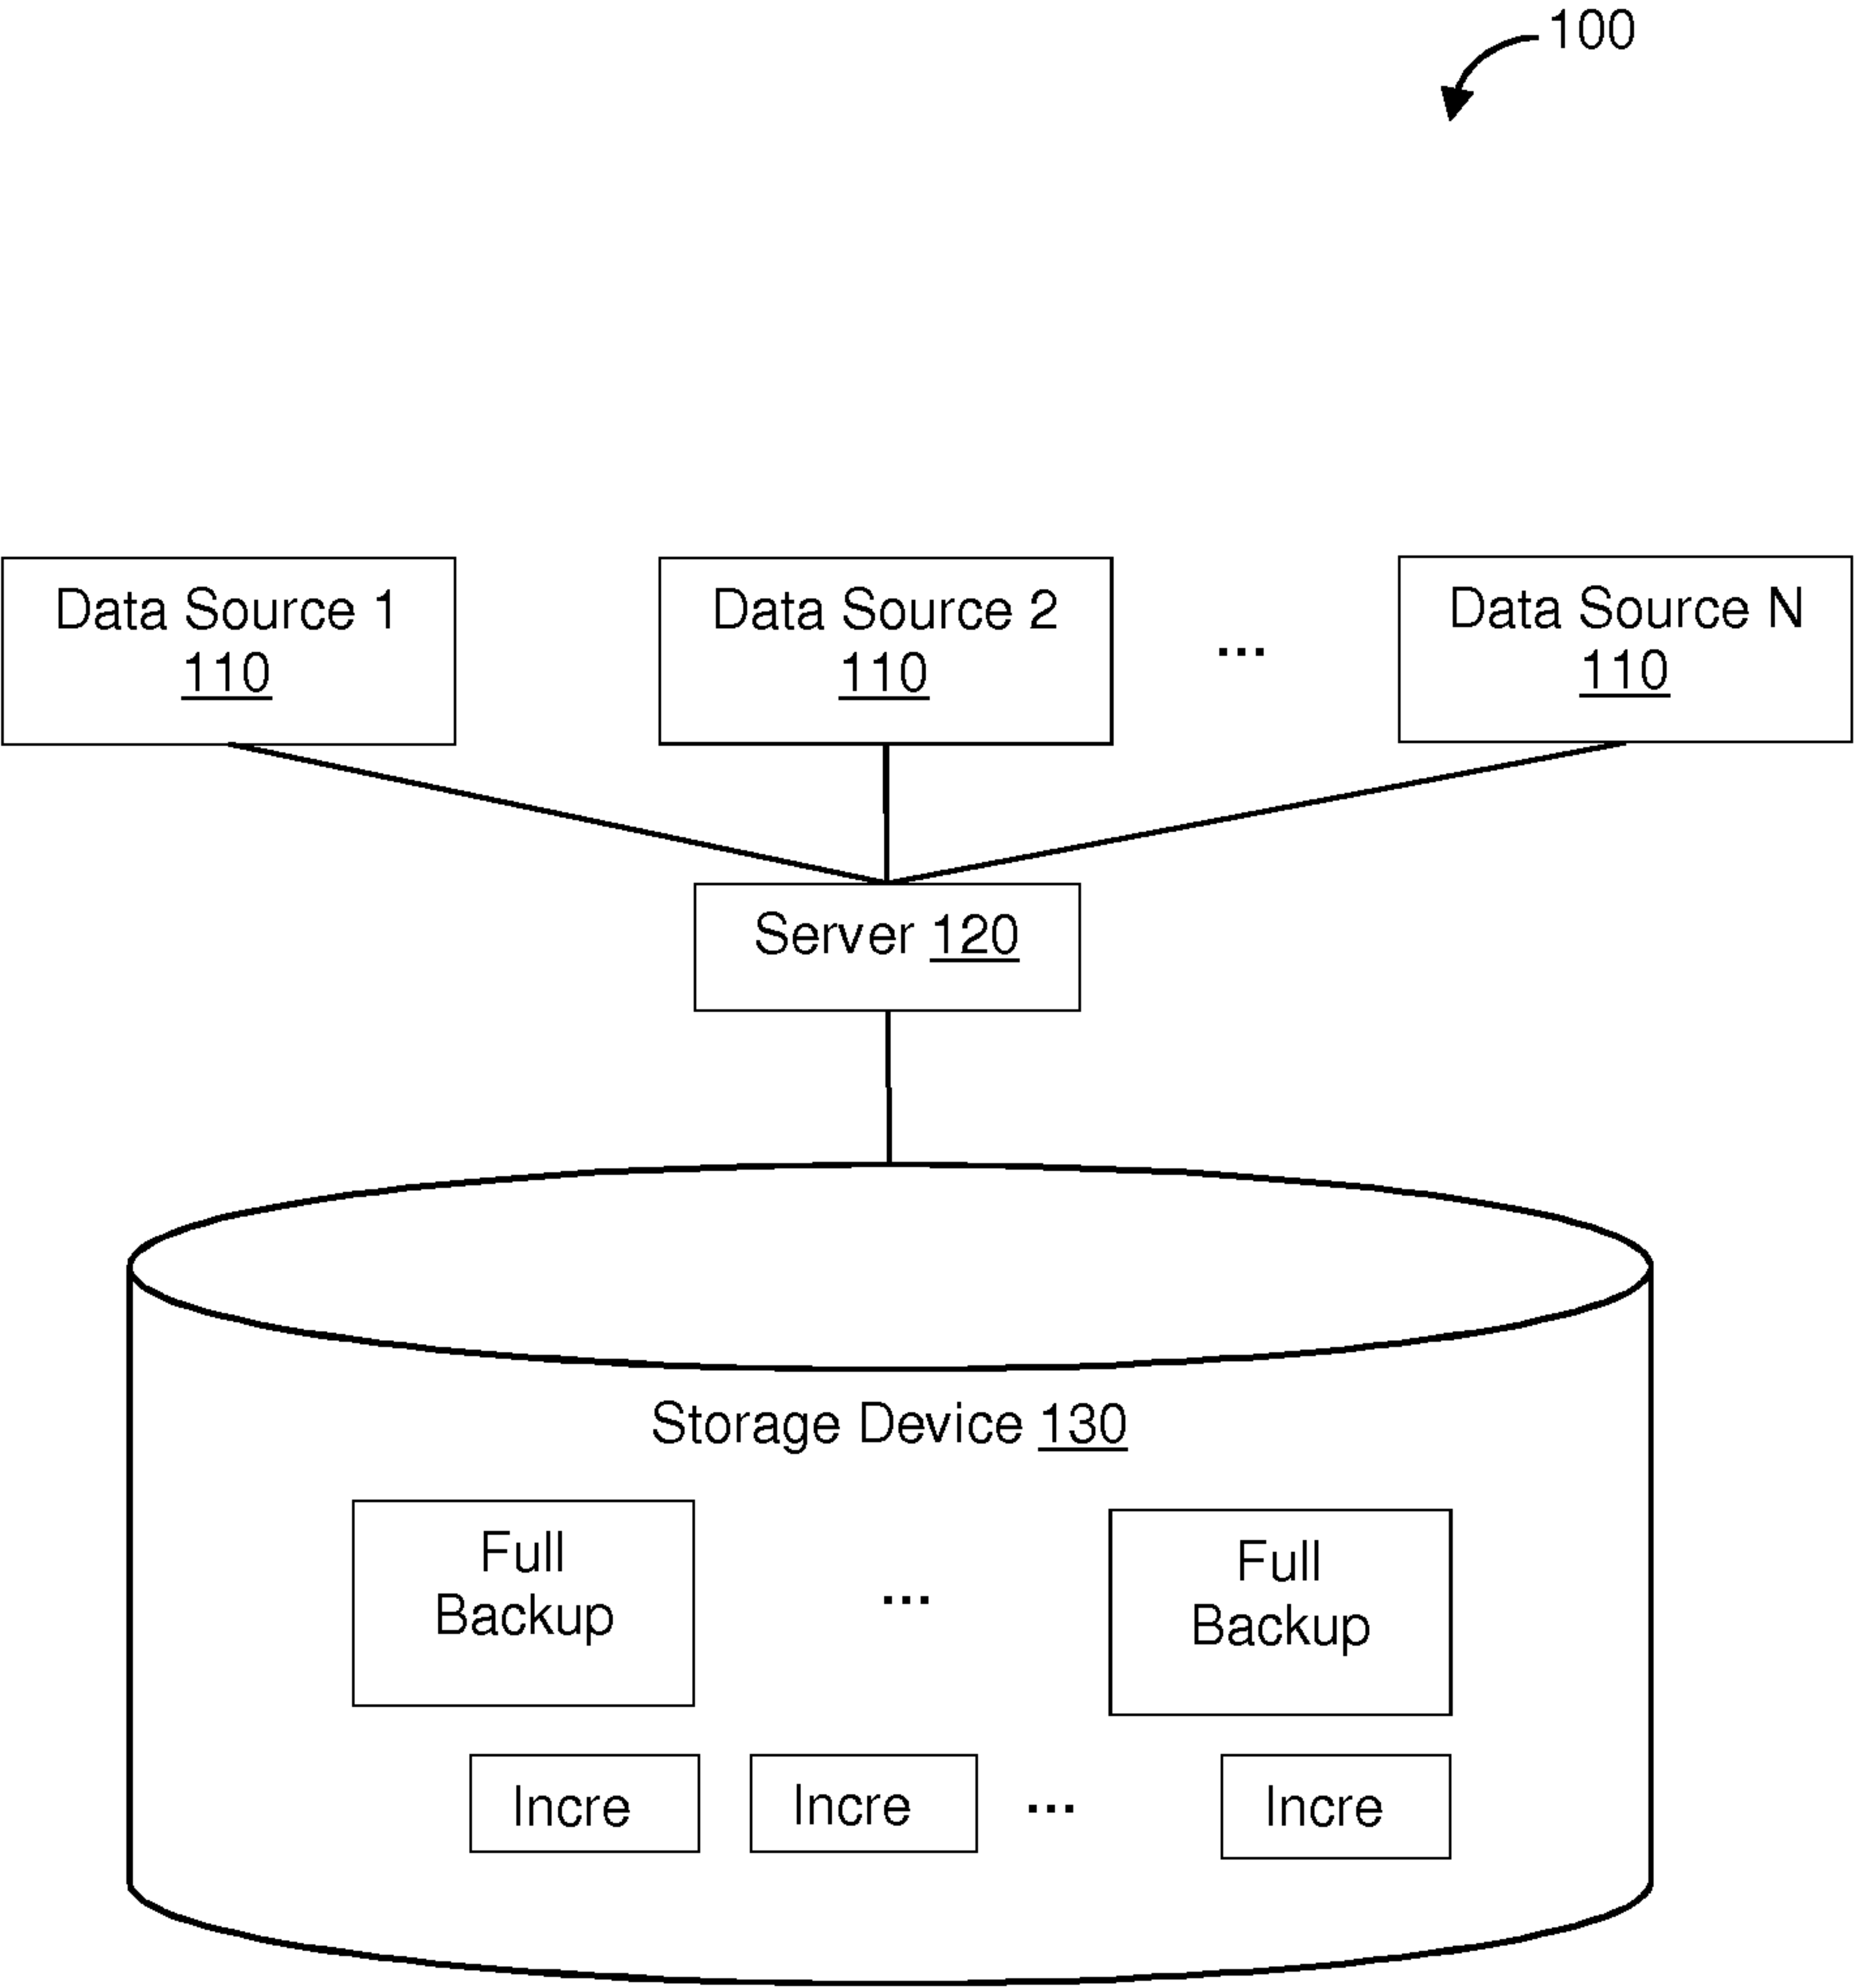 100
Data Source 1
110
Data Source 2
110
...
Data Source N
110
Server 120
Storage Device 130
Full
Backup
...
Full
Backup
Incre
Incre
...
Incre